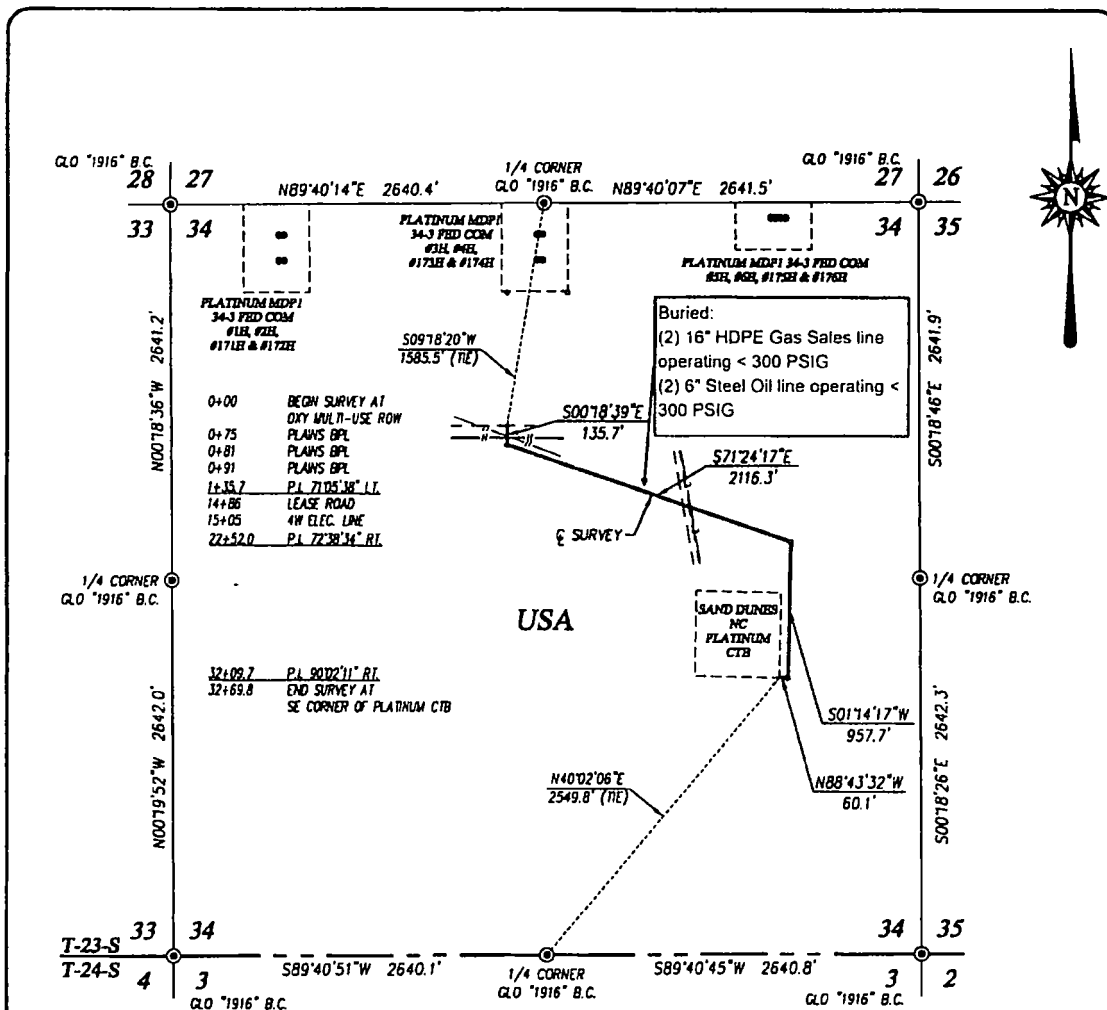 GLO "1916" B.C.
28 27
33 34
N89°40'14"E 2640.4'
1/4 CORNER
GLO "1916" B.C.
N89°40'07"E 2641.5'
GLO "1916" B.C.
27 26
34 35
N
PLATINUM MDP1
34-3 FED COM
#1H, #2H,
#171H & #172H
PLATINUM MDP1
34-3 FED COM
#3H, #4H,
#173H & #174H
PLATINUM MDP1 34-3 FED COM
#5H, #6H, #175H & #176H
Buried:
(2) 16" HDPE Gas Sales line
operating < 300 PSIG
(2) 6" Steel Oil line operating <
300 PSIG
N00°18'36"W 2641.2'
S00°18'46"E 2641.9'
S09°18'20"W
1585.5' (TIE)
S00°18'39"E
135.7'
S71°24'17"E
2116.3'
0+00 BEGIN SURVEY AT
OXY MULTI-USE ROW
0+75 PLAINS BPL
0+81 PLAINS BPL
0+91 PLAINS BPL
1+35.7 P.I. 71°05'38" LT.
14+86 LEASE ROAD
15+05 4W ELEC. LINE
22+52.0 P.I. 72°38'34" RT.
℄ SURVEY
1/4 CORNER
GLO "1916" B.C.
1/4 CORNER
GLO "1916" B.C.
USA
SAND DUNES
NC
PLATINUM
CTB
32+09.7 P.I. 90°02'11" RT.
32+69.8 END SURVEY AT
SE CORNER OF PLATINUM CTB
S01°14'17"W
957.7'
N88°43'32"W
60.1'
N40°02'06"E
2549.8' (TIE)
N00°19'52"W 2642.0'
S00°18'26"E 2642.3'
T-23-S 33 34
T-24-S 4 3
GLO "1916" B.C.
S89°40'51"W 2640.1'
1/4 CORNER
GLO "1916" B.C.
S89°40'45"W 2640.8'
34 35
3 2
GLO "1916" B.C.